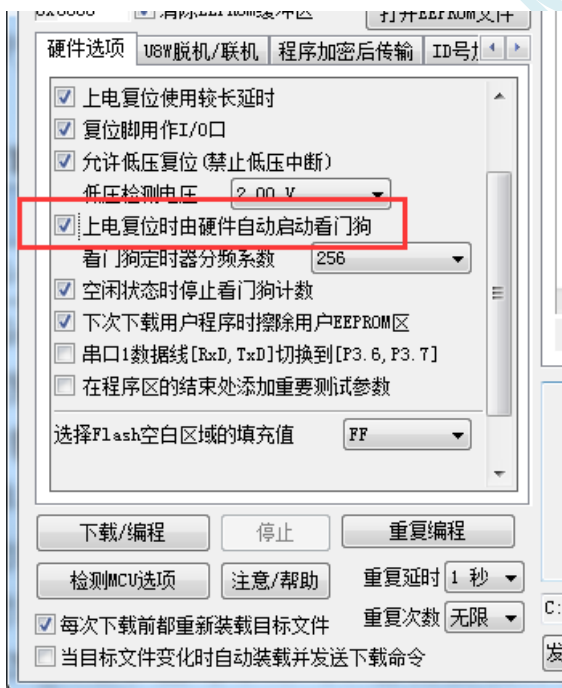 清除EEPROM缓冲区 打开EEPROM文件
硬件选项 U8W脱机/联机 程序加密后传输 ID号
上电复位使用较长延时
复位脚用作I/O口
允许低压复位(禁止低压中断)
低压检测电压 2.00 V
上电复位时由硬件自动启动看门狗
看门狗定时器分频系数 256
空闲状态时停止看门狗计数
下次下载用户程序时擦除用户EEPROM区
串口1数据线[RxD,TxD]切换到[P3.6,P3.7]
在程序区的结束处添加重要测试参数
选择Flash空白区域的填充值 FF
下载/编程 停止 重复编程
检测MCU选项 注意/帮助 重复延时 1 秒
每次下载前都重新装载目标文件 重复次数 无限 C:
当目标文件变化时自动装载并发送下载命令 发